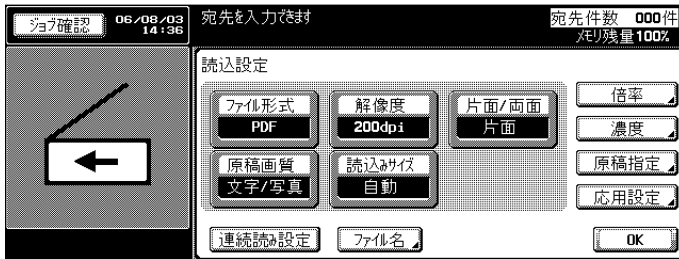 ジョブ確認
06/08/03
14:36
宛先を入力できます
宛先件数 000件
メモリ残量100%
読込設定
ファイル形式
PDF
解像度
200dpi
片面/両面
片面
原稿画質
文字/写真
読込みサイズ
自動
倍率
濃度
原稿指定
応用設定
連続読み設定
ファイル名
OK